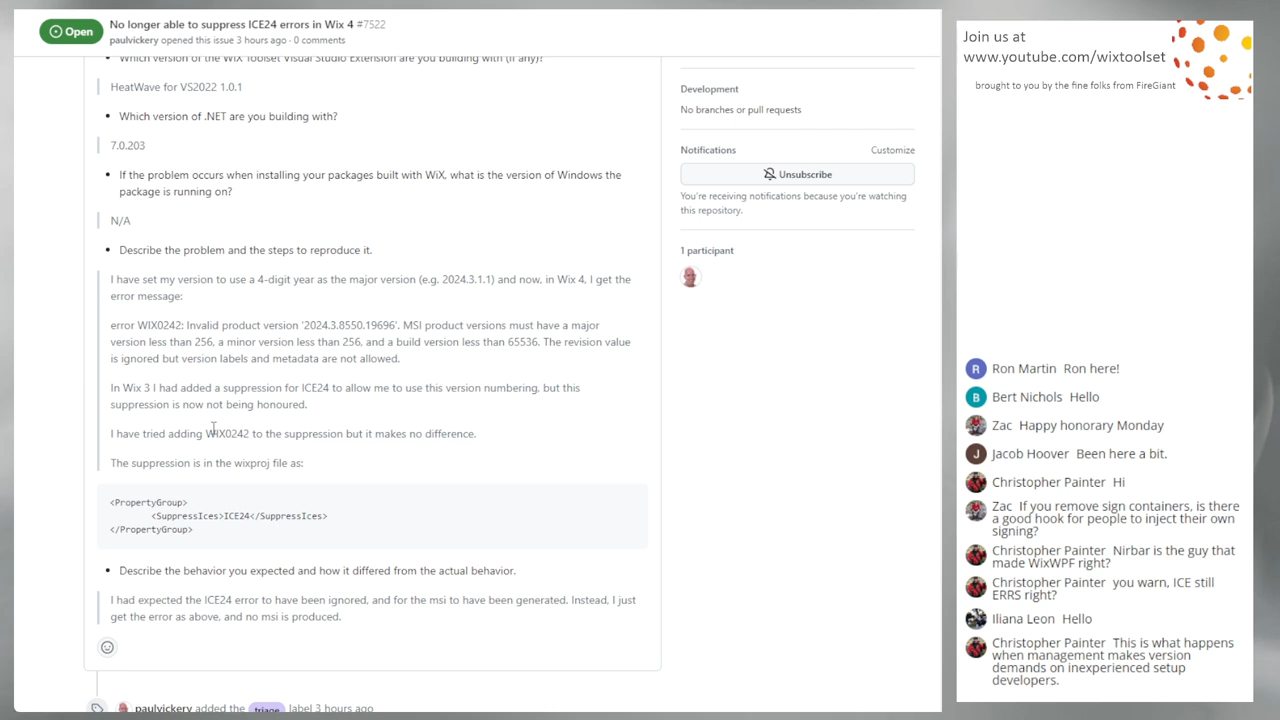 Open
No longer able to suppress ICE24 errors in Wix 4 #7522
paulvickery opened this issue 3 hours ago · 0 comments
• Which version of the WiX Toolset Visual Studio Extension are you building with (if any)?
HeatWave for VS2022 1.0.1
• Which version of .NET are you building with?
7.0.203
• If the problem occurs when installing your packages built with WiX, what is the version of Windows the
package is running on?
N/A
• Describe the problem and the steps to reproduce it.
I have set my version to use a 4-digit year as the major version (e.g. 2024.3.1.1) and now, in Wix 4, I get the
error message:
error WIX0242: Invalid product version '2024.3.8550.19696'. MSI product versions must have a major
version less than 256, a minor version less than 256, and a build version less than 65536. The revision value
is ignored but version labels and metadata are not allowed.
In Wix 3 I had added a suppression for ICE24 to allow me to use this version numbering, but this
suppression is now not being honoured.
I have tried adding WIX0242 to the suppression but it makes no difference.
The suppression is in the wixproj file as:
<PropertyGroup>
<SuppressIces>ICE24</SuppressIces>
</PropertyGroup>
• Describe the behavior you expected and how it differed from the actual behavior.
I had expected the ICE24 error to have been ignored, and for the msi to have been generated. Instead, I just
get the error as above, and no msi is produced.
paulvickery added the triage label 3 hours ago
Development
No branches or pull requests
Notifications
Customize
Unsubscribe
You're receiving notifications because you're watching
this repository.
1 participant
Join us at
www.youtube.com/wixtoolset
brought to you by the fine folks from FireGiant
R Ron Martin Ron here!
B Bert Nichols Hello
Zac Happy honorary Monday
J Jacob Hoover Been here a bit.
Christopher Painter Hi
Zac If you remove sign containers, is there
a good hook for people to inject their own
signing?
Christopher Painter Nirbar is the guy that
made WixWPF right?
Christopher Painter you warn, ICE still
ERRS right?
Iliana Leon Hello
Christopher Painter This is what happens
when management makes version
demands on inexperienced setup
developers.